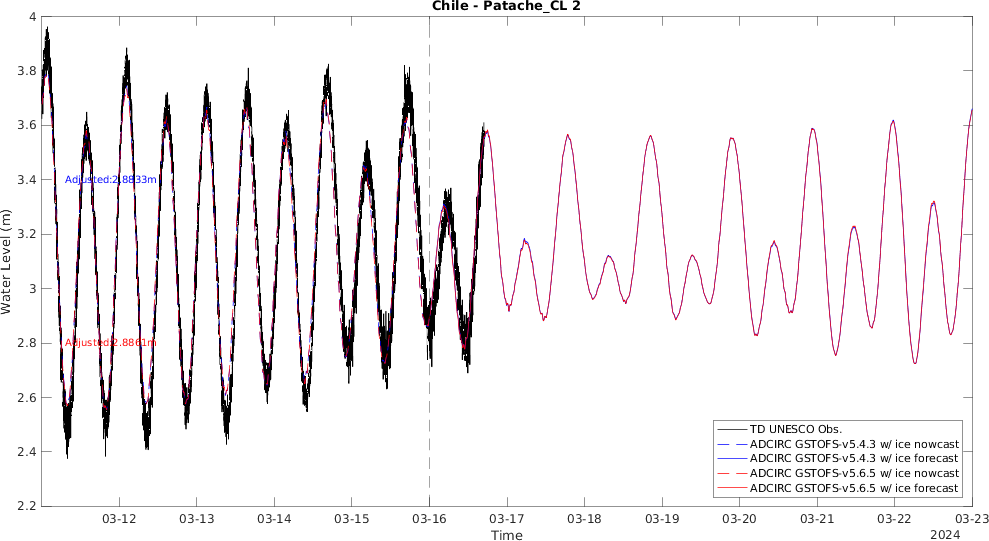 Chile - Patache_CL 2
Water Level (m)
4
3.8
3.6
3.4
3.2
3
2.8
2.6
2.4
2.2
Adjusted:2.8833m
Adjusted:2.8861m
TD UNESCO Obs.
ADCIRC GSTOFS-v5.4.3 w/ ice nowcast
ADCIRC GSTOFS-v5.4.3 w/ ice forecast
ADCIRC GSTOFS-v5.6.5 w/ ice nowcast
ADCIRC GSTOFS-v5.6.5 w/ ice forecast
03-12 03-13 03-14 03-15 03-16 03-17 03-18 03-19 03-20 03-21 03-22 03-23
Time
2024